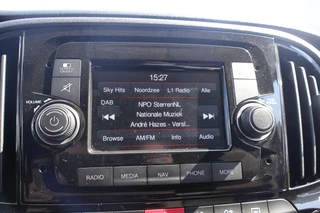 15:27
Sky Hits Noordzee L1 Radio Alle
DAB NPO SterrenNL
Nationale Muziek
André Hazes - Versl...
Browse AM/FM Info Audio
VOLUME
RADIO MEDIA NAV PHONE MORE